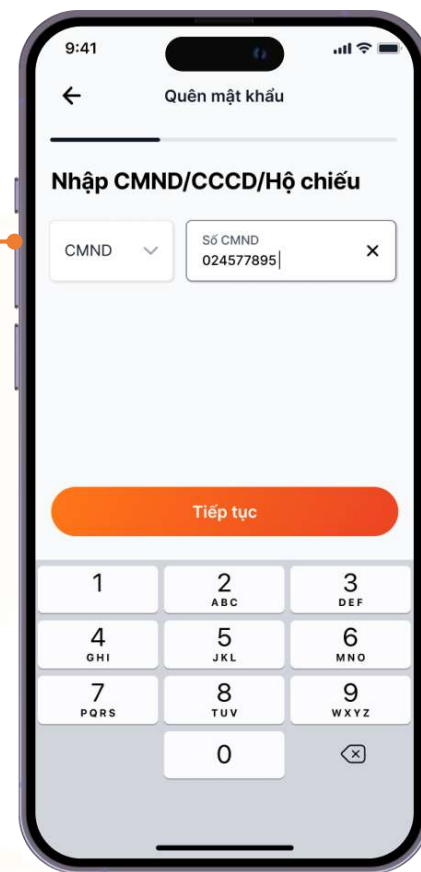 9:41
Quên mật khẩu
Nhập CMND/CCCD/Hộ chiếu
CMND
Số CMND
024577895
Tiếp tục
1 2 3
ABC DEF
4 5 6
GHI JKL MNO
7 8 9
PQRS TUV WXYZ
0